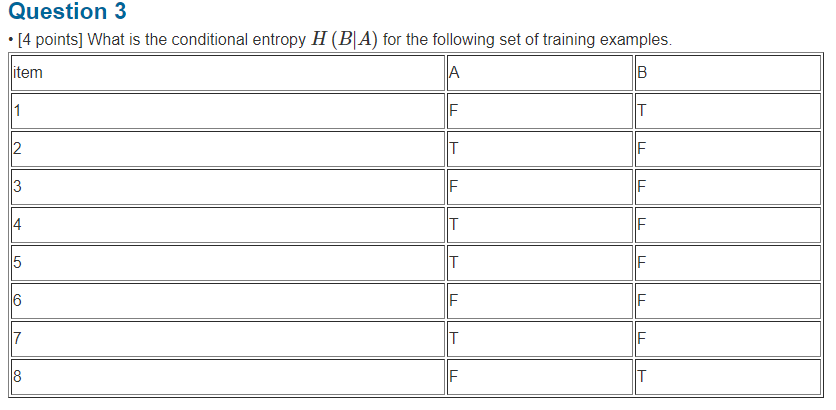 Question 3
• [4 points] What is the conditional entropy H (B|A) for the following set of training examples.
item A B
1 F T
2 T F
3 F F
4 T F
5 T F
6 F F
7 T F
8 F T